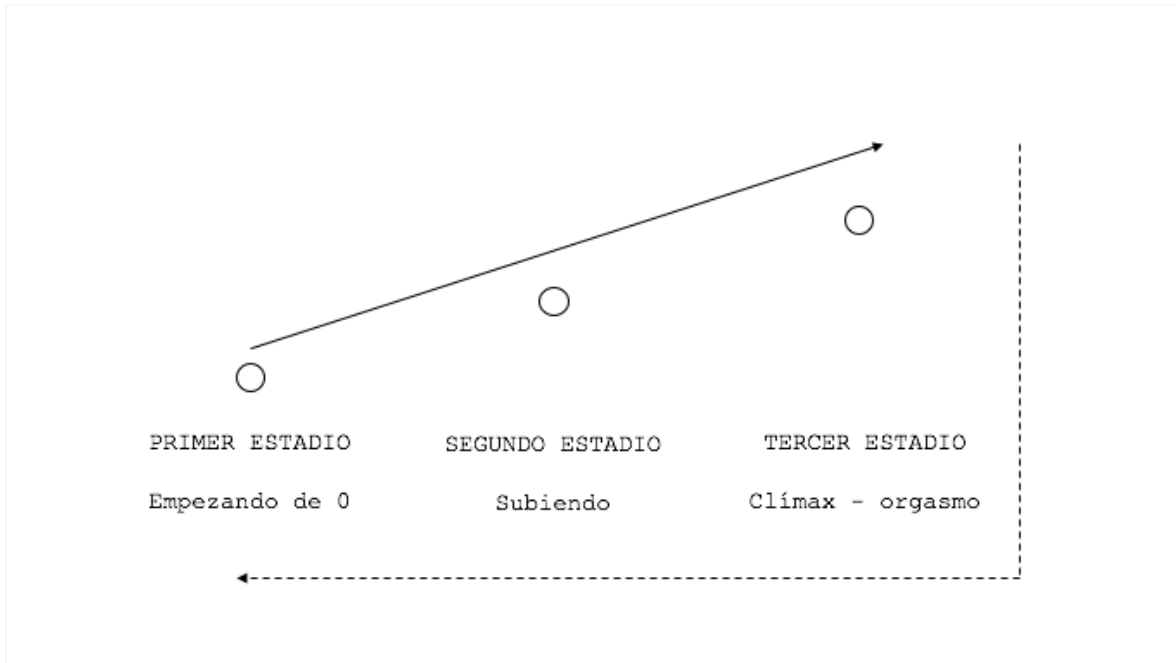 PRIMER ESTADIO
SEGUNDO ESTADIO
TERCER ESTADIO
Empezando de 0
Subiendo
Clímax - orgasmo